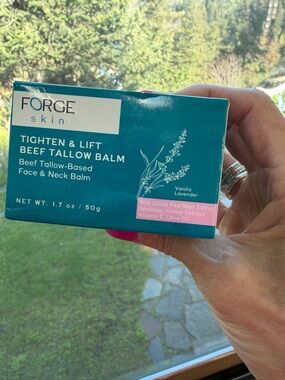 FORGE
skin
TIGHTEN & LIFT
BEEF TALLOW BALM
Beef Tallow-Based
Face & Neck Balm
Vanilla
Lavender
With Grass Fed Beef Tallow,
Beeswax, Honey Extract,
Vitamin E, Olive Oil
NET WT. 1.7 oz / 50g